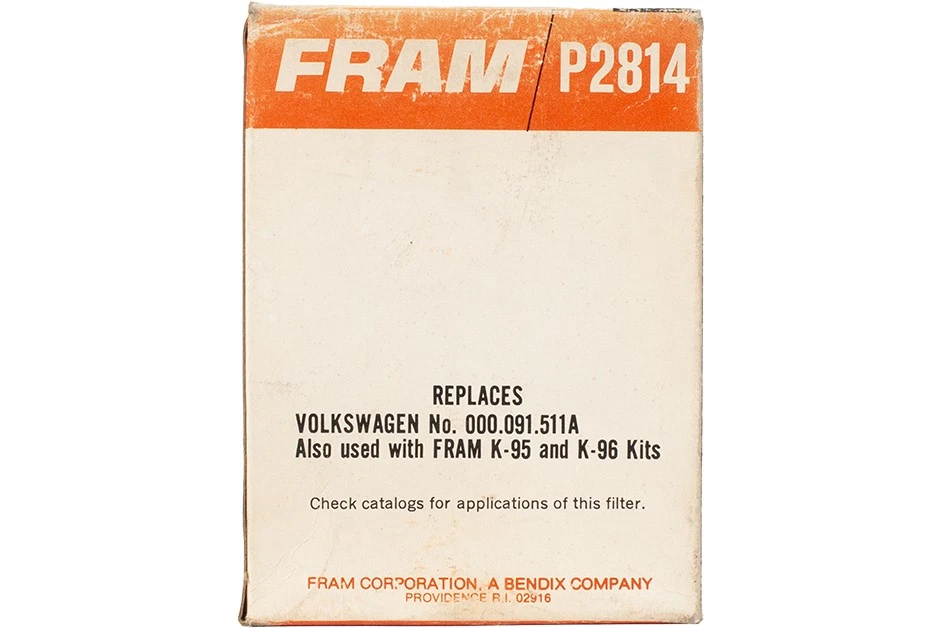 FRAM / P2814
REPLACES
VOLKSWAGEN No. 000.091.511A
Also used with FRAM K-95 and K-96 Kits
Check catalogs for applications of this filter.
FRAM CORPORATION, A BENDIX COMPANY
PROVIDENCE R.I. 02916